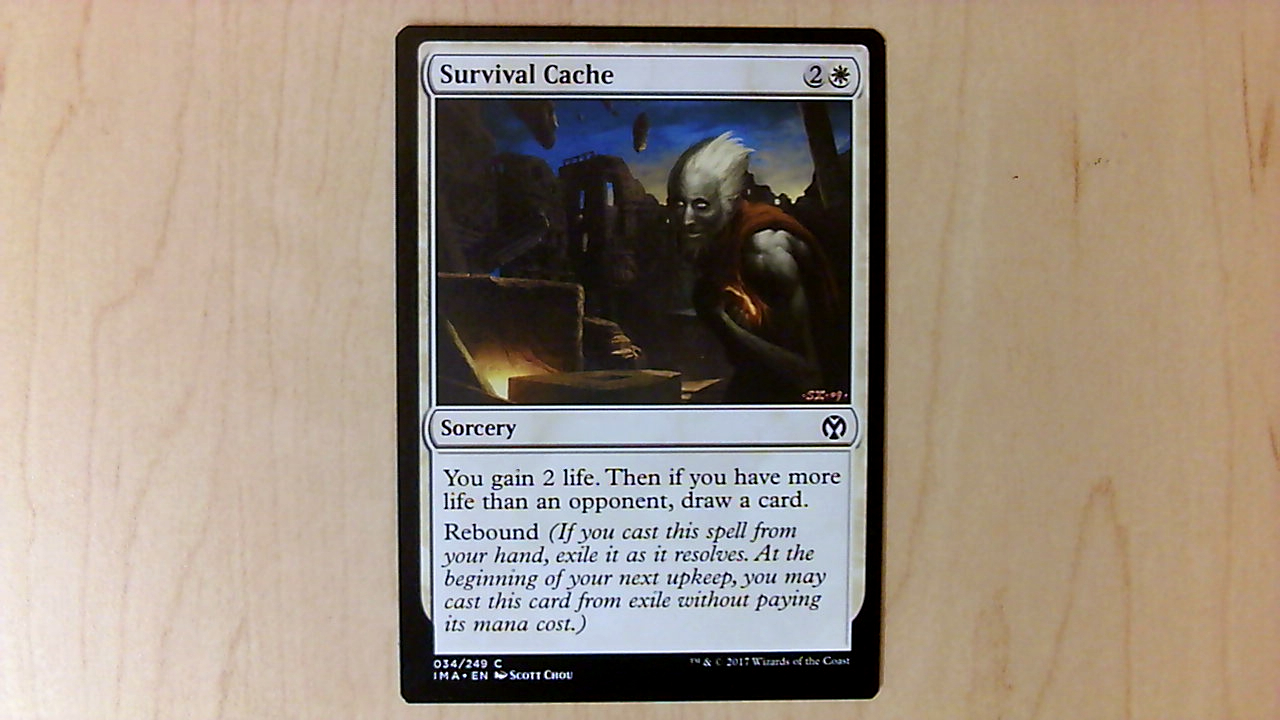 Survival Cache 2
Sorcery
You gain 2 life. Then if you have more
life than an opponent, draw a card.
Rebound (If you cast this spell from
your hand, exile it as it resolves. At the
beginning of your next upkeep, you may
cast this card from exile without paying
its mana cost.)
034/249 C
™ & © 2017 Wizards of the Coast
IMA • EN Scott Chou